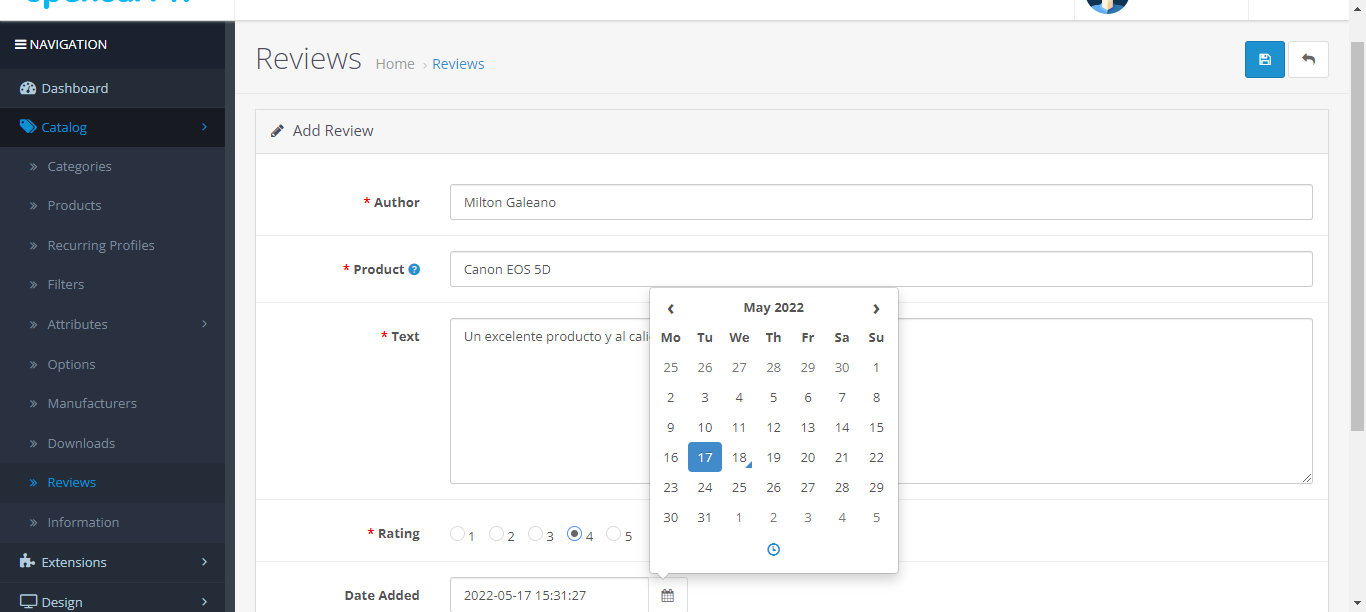 NAVIGATION
Dashboard
Catalog
Categories
Products
Recurring Profiles
Filters
Attributes
Options
Manufacturers
Downloads
Reviews
Information
Extensions
Design
Reviews Home › Reviews
Add Review
* Author Milton Galeano
* Product ? Canon EOS 5D
* Text Un excelente producto y al
‹ May 2022 ›
Mo Tu We Th Fr Sa Su
25 26 27 28 29 30 1
2 3 4 5 6 7 8
9 10 11 12 13 14 15
16 17 18 19 20 21 22
23 24 25 26 27 28 29
30 31 1 2 3 4 5
* Rating 1 2 3 4 5
Date Added 2022-05-17 15:31:27